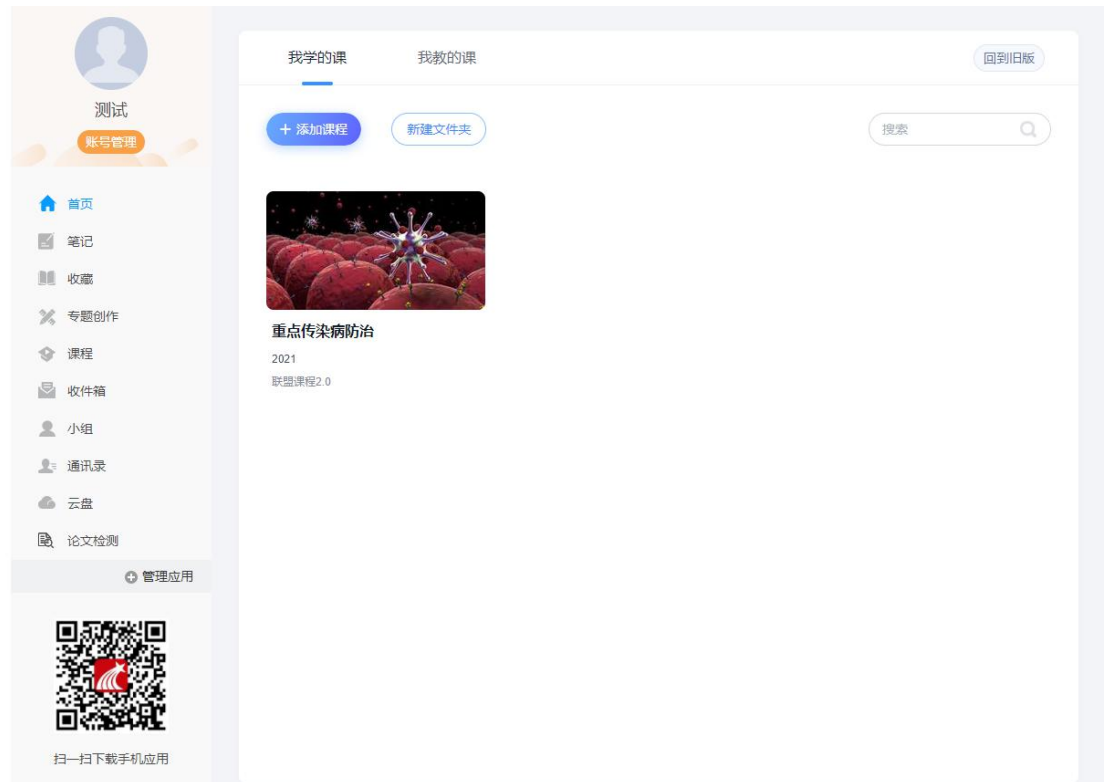 测试
账号管理
首页
笔记
收藏
专题创作
课程
收件箱
小组
通讯录
云盘
论文检测
管理应用
扫一扫下载手机应用
我学的课 我教的课 回到旧版
+ 添加课程 新建文件夹 搜索
重点传染病防治
2021
联盟课程2.0